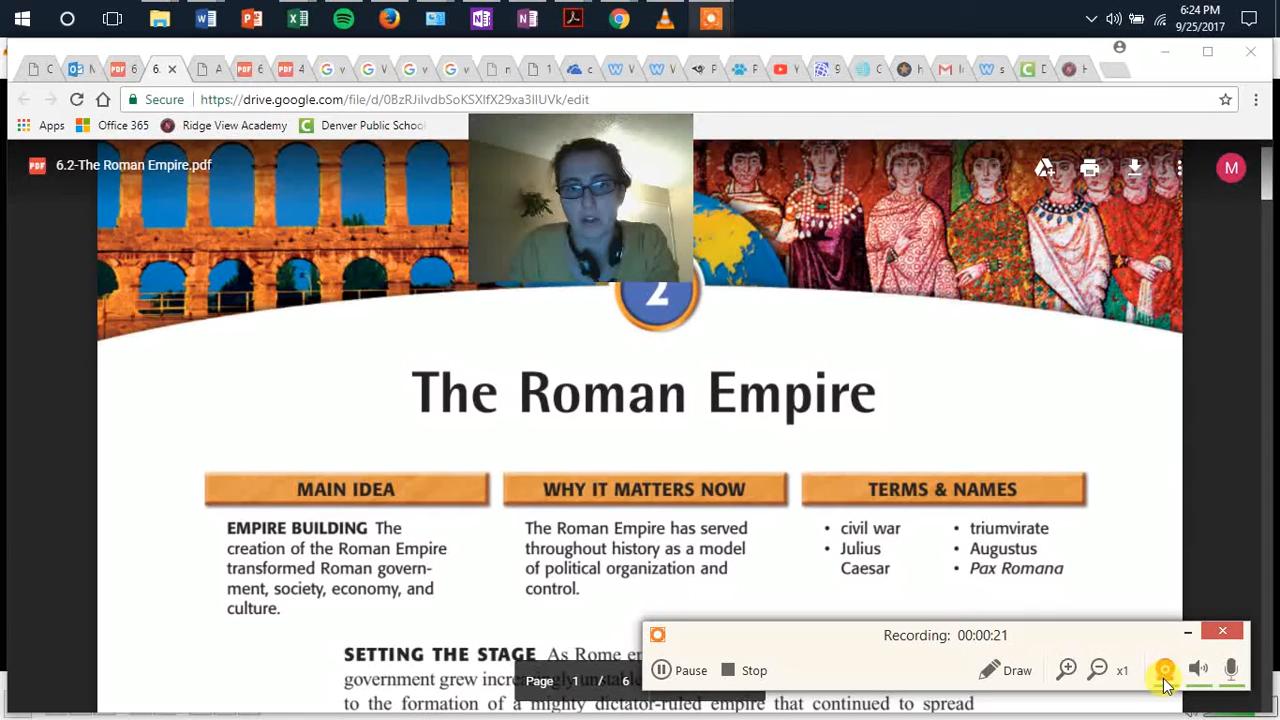 6:24 PM
9/25/2017
Secure
https://drive.google.com/file/d/0BzRJiIvdbSoKSXlfX29xa3lIUVk/edit
Apps
Office 365
Ridge View Academy
Denver Public School
PDF
6.2-The Roman Empire.pdf
M
2
The Roman Empire
MAIN IDEA
EMPIRE BUILDING The
creation of the Roman Empire
transformed Roman govern-
ment, society, economy, and
culture.
WHY IT MATTERS NOW
The Roman Empire has served
throughout history as a model
of political organization and
control.
TERMS & NAMES
• civil war
• Julius
Caesar
• triumvirate
• Augustus
• Pax Romana
SETTING THE STAGE As Rome
government grew
to the formation of a mighty dictator-ruled empire that continued to spread
Page 1 / 6
Recording: 00:00:21
Pause
Stop
Draw
x1